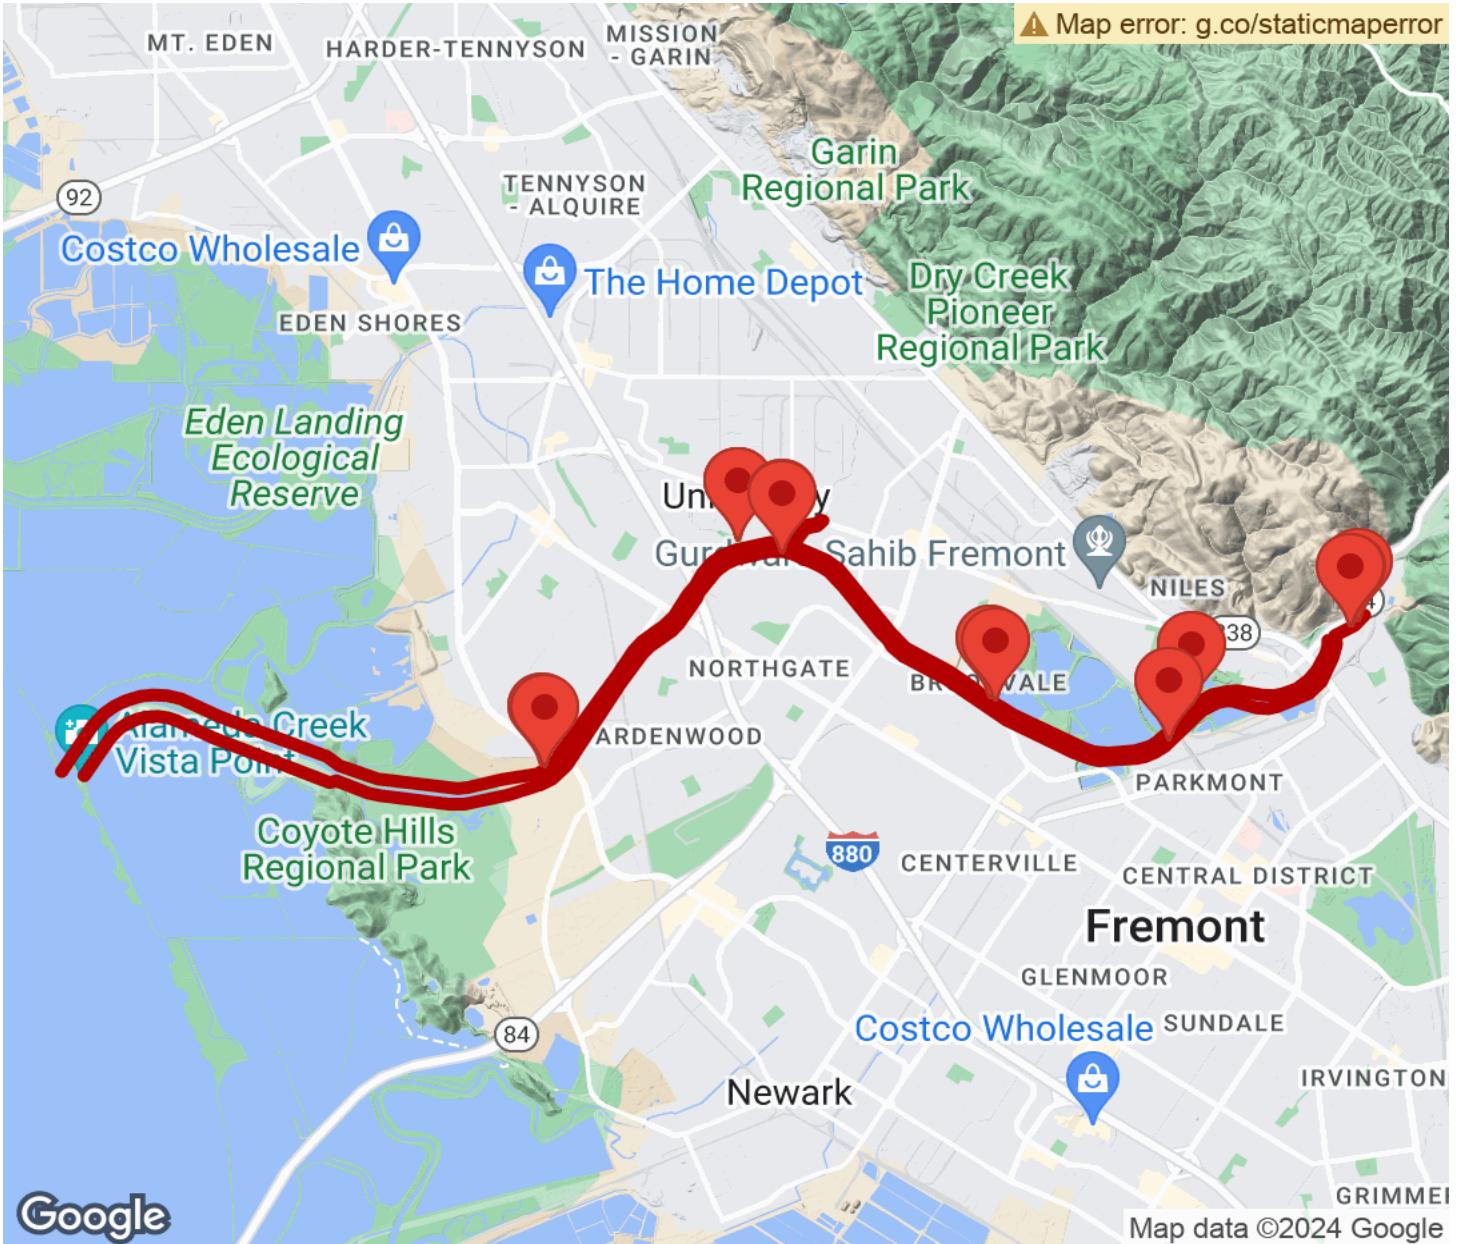 Map error: g.co/staticmaperror
MT. EDEN
HARDER-TENNYSON
MISSION
- GARIN
Garin
Regional Park
TENNYSON
- ALQUIRE
92
Costco Wholesale
The Home Depot
Dry Creek
Pioneer
Regional Park
EDEN SHORES
Eden Landing
Ecological
Reserve
Sahib Fremont
NILES
NORTHGATE
ARDENWOOD
Alameda Creek
Vista Point
PARKMONT
Coyote Hills
Regional Park
880
CENTERVILLE
CENTRAL DISTRICT
Fremont
GLENMOOR
Costco Wholesale
SUNDALE
84
IRVINGTON
Newark
Google
Map data ©2024 Google